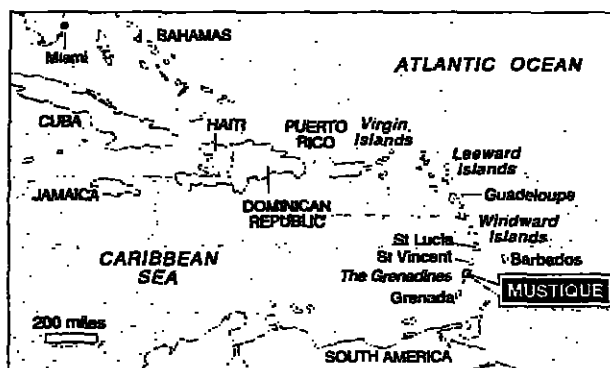 BAHAMAS
Miami
ATLANTIC OCEAN
CUBA
HAITI
PUERTO
RICO
Virgin
Islands
Leeward
Islands
JAMAICA
Guadeloupe
DOMINICAN
REPUBLIC
Windward
Islands
St Lucia
CARIBBEAN
SEA
St Vincent
Barbados
The Grenadines
MUSTIQUE
Grenada
200 miles
SOUTH AMERICA